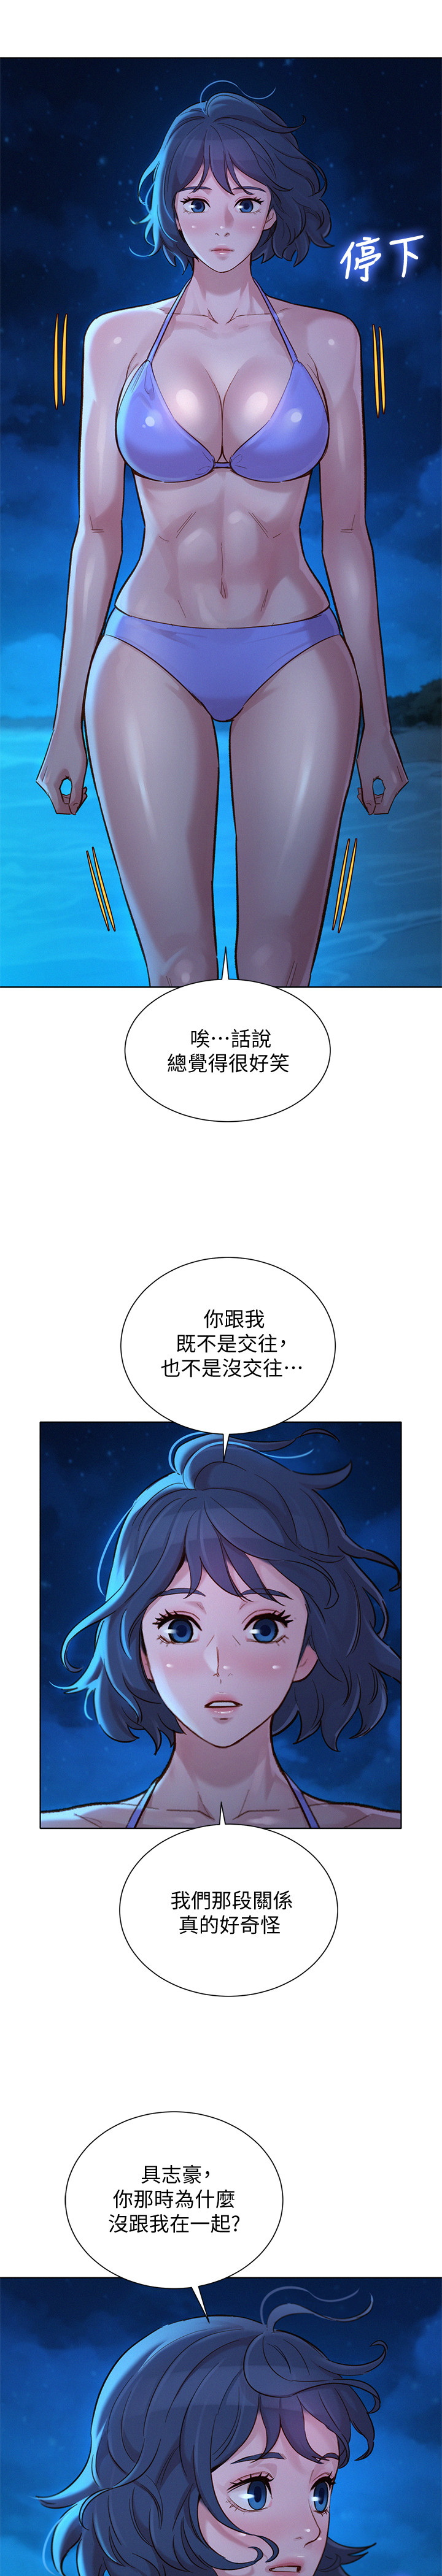 停下
唉⋯話說
總覺得很好笑
你跟我
既不是交往,
也不是沒交往⋯
我們那段關係
真的好奇怪
具志豪,
你那時為什麼
沒跟我在一起?